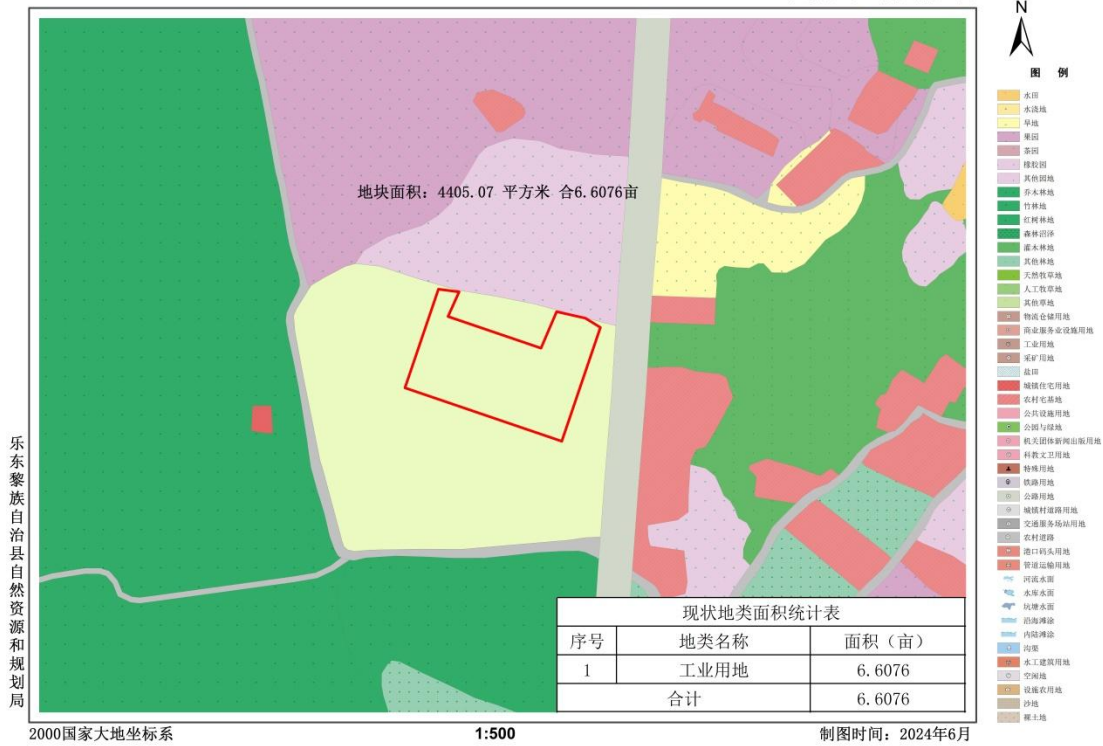 N
图 例
地块面积：4405.07 平方米 合6.6076亩
水田
水浇地
旱地
果园
茶园
橡胶园
其他园地
乔木林地
竹林地
红树林地
森林沼泽
灌木林地
其他林地
天然牧草地
人工牧草地
其他草地
物流仓储用地
商业服务业设施用地
工业用地
采矿用地
盐田
城镇住宅用地
农村宅基地
公共设施用地
公园与绿地
机关团体新闻出版用地
科教文卫用地
特殊用地
铁路用地
公路用地
城镇村道路用地
交通服务场站用地
农村道路
港口码头用地
管道运输用地
河流水面
水库水面
坑塘水面
沿海滩涂
内陆滩涂
沟渠
水工建筑用地
空闲地
设施农用地
沙地
裸土地
乐东黎族自治县自然资源和规划局
现状地类面积统计表
序号 地类名称 面积（亩）
1 工业用地 6.6076
合计 6.6076
2000国家大地坐标系 1:500 制图时间：2024年6月